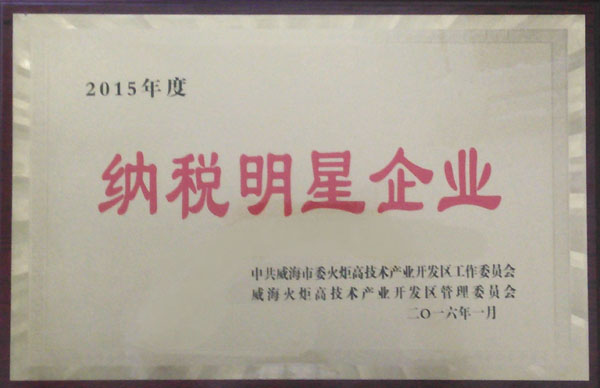 2015年度
纳税明星企业
中共威海市委火炬高技术产业开发区工作委员会
威海火炬高技术产业开发区管理委员会
二〇一六年一月